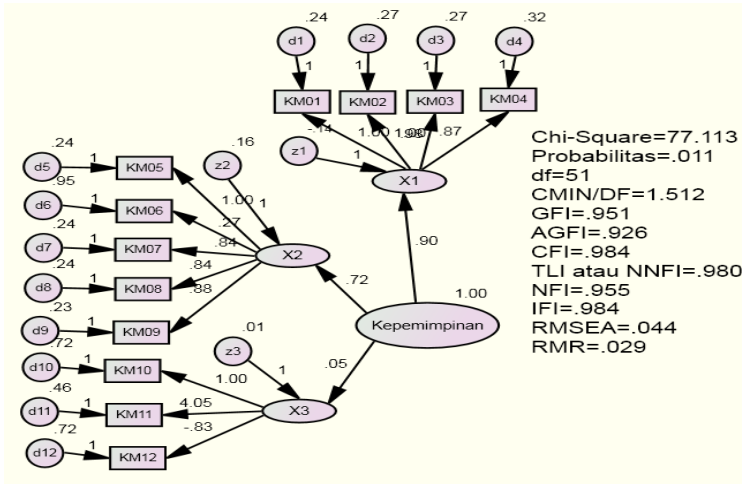 .24
.27
.27
.32
d1
d2
d3
d4
1
1
1
1
KM01
KM02
KM03
KM04
-.14
1.00
.87
z1
1
X1
.90
.24
d5
1
KM05
.95
d6
1
KM06
.24
d7
1
KM07
.24
d8
1
KM08
.23
d9
1
KM09
.16
z2
1
1.00
.27
.84
.84
X2
.72
1.00
Kepemimpinan
.05
.01
z3
1
X3
.72
d10
1
KM10
.46
d11
1
KM11
.72
d12
1
KM12
1.00
4.05
-.83
Chi-Square=77.113
Probabilitas=.011
df=51
CMIN/DF=1.512
GFI=.951
AGFI=.926
CFI=.984
TLI atau NNFI=.980
NFI=.955
IFI=.984
RMSEA=.044
RMR=.029